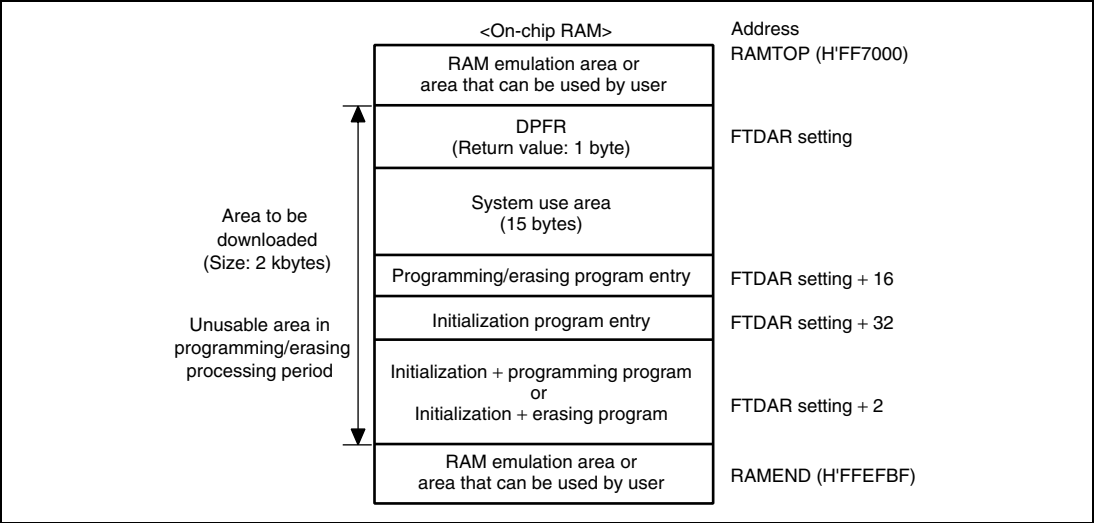 <On-chip RAM>
Address
RAMTOP (H'FF7000)
RAM emulation area or
area that can be used by user
DPFR
(Return value: 1 byte)
FTDAR setting
System use area
(15 bytes)
Area to be
downloaded
(Size: 2 kbytes)
Programming/erasing program entry
FTDAR setting + 16
Initialization program entry
FTDAR setting + 32
Unusable area in
programming/erasing
processing period
Initialization + programming program
or
Initialization + erasing program
FTDAR setting + 2
RAM emulation area or
area that can be used by user
RAMEND (H'FFEFBF)